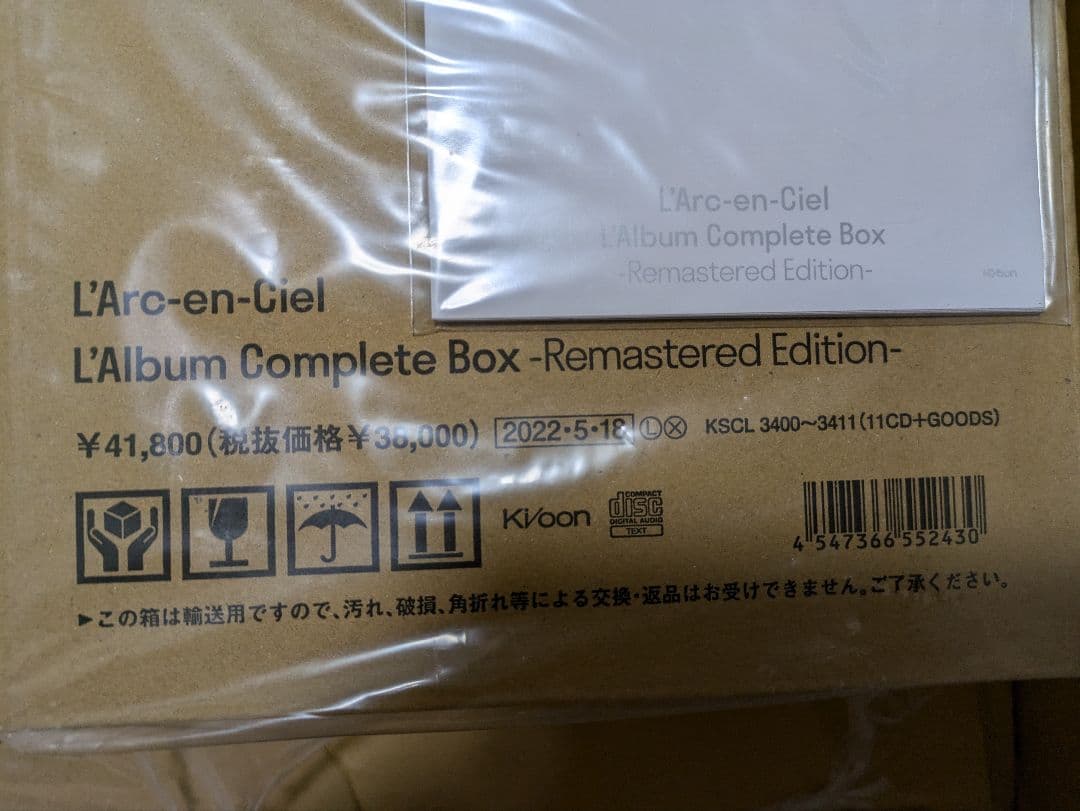 L'Arc-en-Ciel
L'Album Complete Box
-Remastered Edition-
Ki/oon
L'Arc-en-Ciel
L'Album Complete Box -Remastered Edition-
¥41,800(税抜価格¥38,000) 2022・5・18 Ⓛ Ⓧ KSCL 3400〜3411(11CD+GOODS)
Ki/oon
COMPACT
disc
DIGITAL AUDIO
TEXT
4 547366 552430
▶この箱は輸送用ですので、汚れ、破損、角折れ等による交換・返品はお受けできません。ご了承ください。